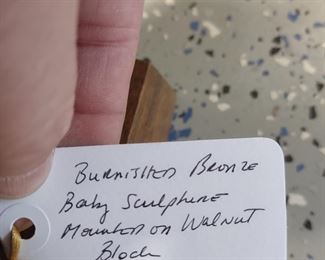 Burnished Bronze
Baby Sculpture
Mounted on Walnut
Block